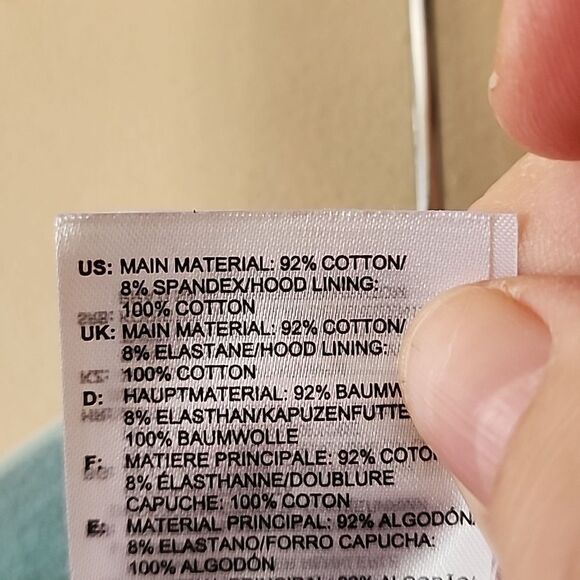 US: MAIN MATERIAL: 92% COTTON/
8% SPANDEX/HOOD LINING:
100% COTTON
UK: MAIN MATERIAL: 92% COTTON/
8% ELASTANE/HOOD LINING:
100% COTTON
D: HAUPTMATERIAL: 92% BAUMW
8% ELASTHAN/KAPUZENFUTTE
100% BAUMWOLLE
F: MATIERE PRINCIPALE: 92% COTO
8% ÉLASTHANNE/DOUBLURE
CAPUCHE: 100% COTON
E: MATERIAL PRINCIPAL: 92% ALGODÓN
8% ELASTANO/FORRO CAPUCHA:
100% ALGODÓN